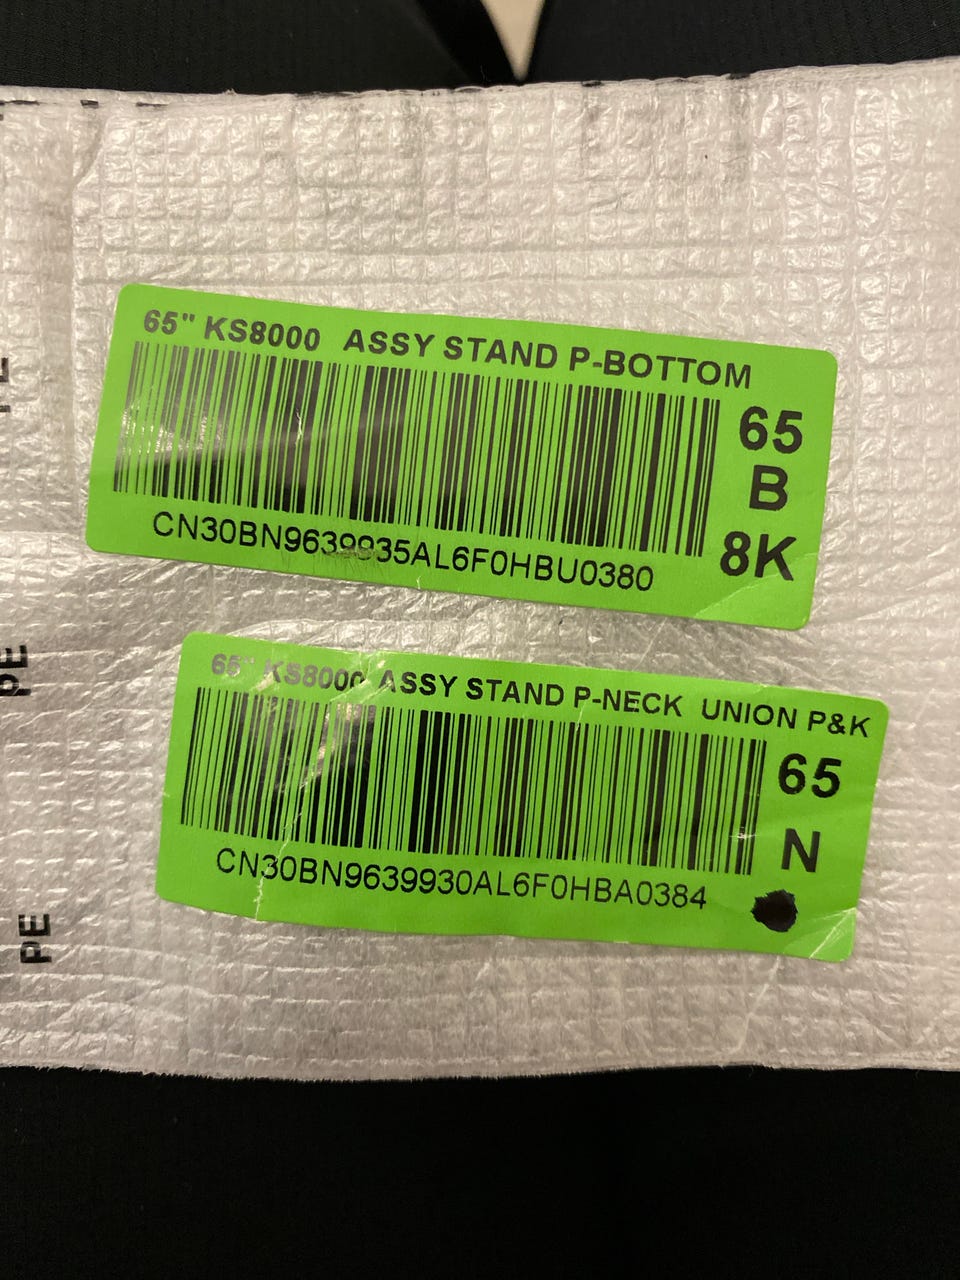 65" KS8000 ASSY STAND P-BOTTOM
65
B
8K
CN30BN9639935AL6F0HBU0380
65" KS8000 ASSY STAND P-NECK UNION P&K
65
N
CN30BN9639930AL6F0HBA0384
PE
PE